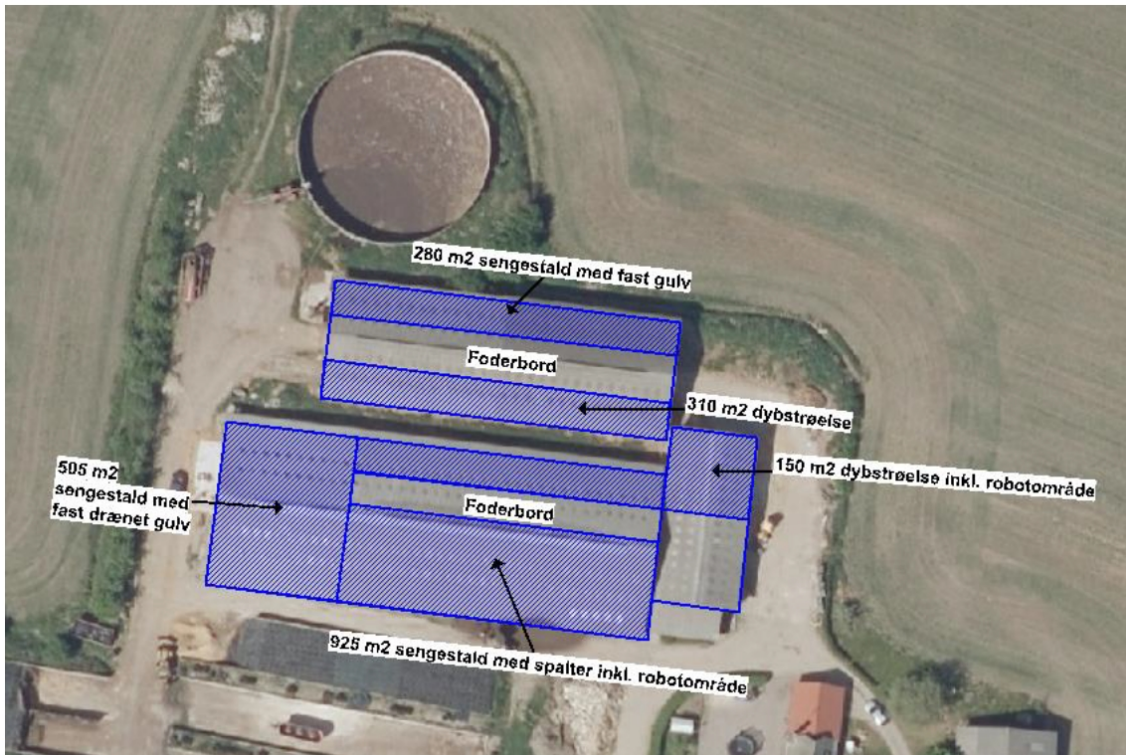 280 m2 sengestald med fast gulv
Foderbord
310 m2 dybstrøelse
150 m2 dybstrøelse inkl. robotområde
505 m2
sengestald med
fast drænet gulv
Foderbord
925 m2 sengestald med spalter inkl. robotområde